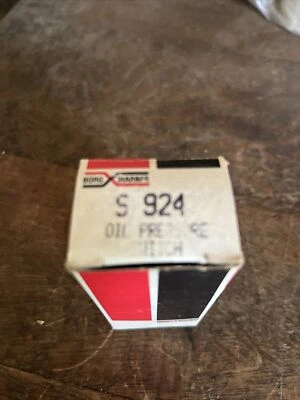 BORG WARNER
S 924
OIL PRESSURE
SWITCH